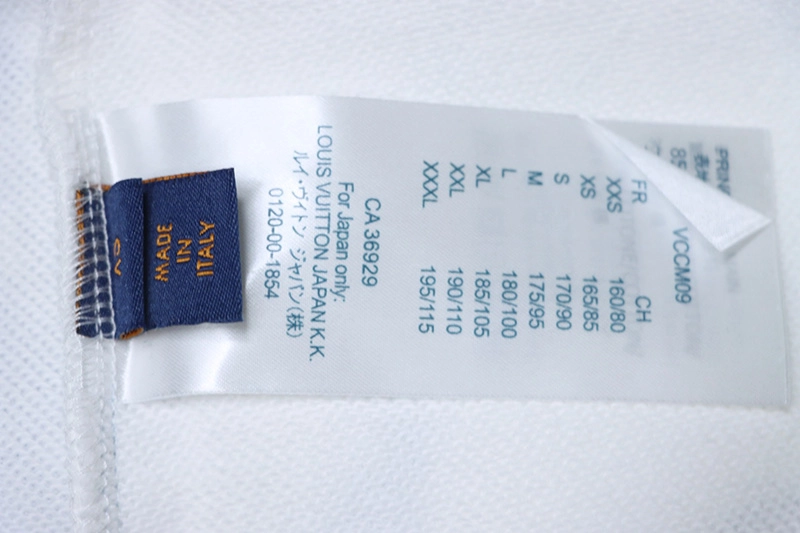 VCCM09
FR CH
XXS 160/80
XS 165/85
S 170/90
M 175/95
L 180/100
XL 185/105
XXL 190/110
XXXL 195/115
CA 36929
For Japan only:
LOUIS VUITTON JAPAN K.K.
ルイ・ヴィトン ジャパン(株)
0120-00-1854
MADE
IN
ITALY